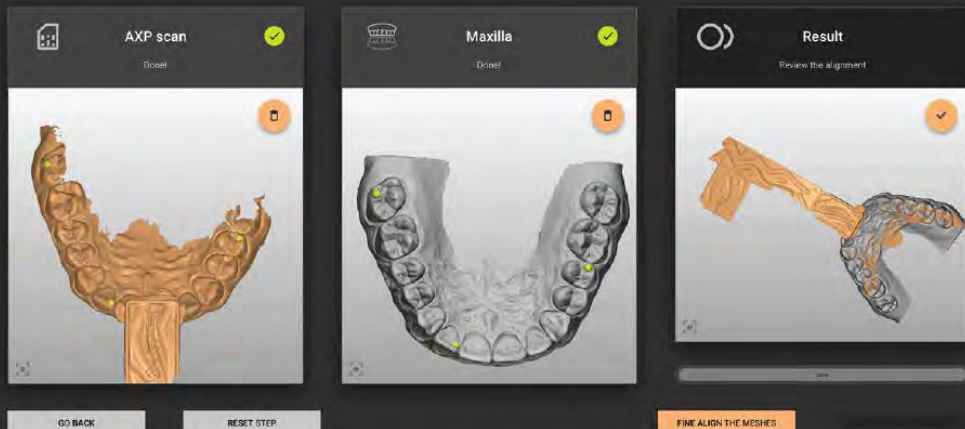 AXP scan
Done!
Maxilla
Done!
Result
Review the alignment
GO BACK
RESET STEP
FINE ALIGN THE MESHES